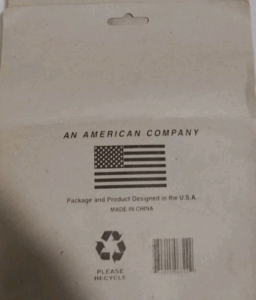 AN AMERICAN COMPANY
Package and Product Designed in the U.S.A.
MADE IN CHINA
PLEASE
RECYCLE